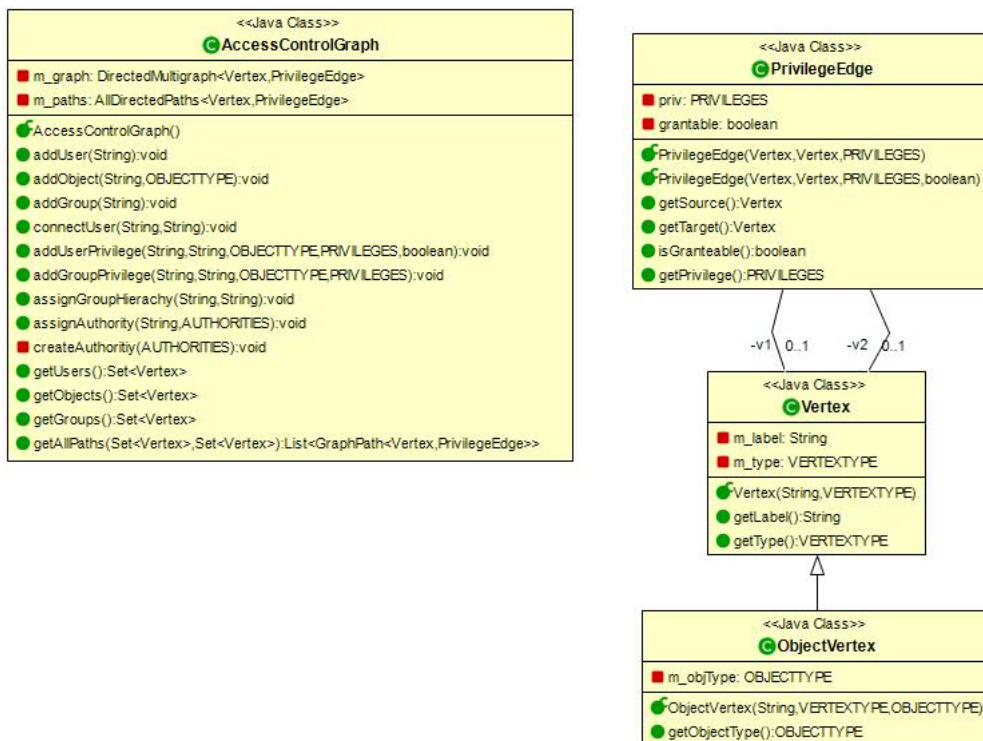 <<Java Class>>
AccessControlGraph
m_graph: DirectedMultigraph<Vertex,PrivilegeEdge>
m_paths: AllDirectedPaths<Vertex,PrivilegeEdge>
AccessControlGraph()
addUser(String):void
addObject(String,OBJECTTYPE):void
addGroup(String):void
connectUser(String,String):void
addUserPrivilege(String,String,OBJECTTYPE,PRIVILEGES,boolean):void
addGroupPrivilege(String,String,OBJECTTYPE,PRIVILEGES):void
assignGroupHierachy(String,String):void
assignAuthority(String,AUTHORITIES):void
createAuthoritiy(AUTHORITIES):void
getUsers():Set<Vertex>
getObjects():Set<Vertex>
getGroups():Set<Vertex>
getAllPaths(Set<Vertex>,Set<Vertex>):List<GraphPath<Vertex,PrivilegeEdge>>
<<Java Class>>
PrivilegeEdge
priv: PRIVILEGES
grantable: boolean
PrivilegeEdge(Vertex,Vertex,PRIVILEGES)
PrivilegeEdge(Vertex,Vertex,PRIVILEGES,boolean)
getSource():Vertex
getTarget():Vertex
isGranteable():boolean
getPrivilege():PRIVILEGES
-v1 0..1 -v2 0..1
<<Java Class>>
Vertex
m_label: String
m_type: VERTEXTYPE
Vertex(String,VERTEXTYPE)
getLabel():String
getType():VERTEXTYPE
<<Java Class>>
ObjectVertex
m_objType: OBJECTTYPE
ObjectVertex(String,VERTEXTYPE,OBJECTTYPE)
getObjectType():OBJECTTYPE